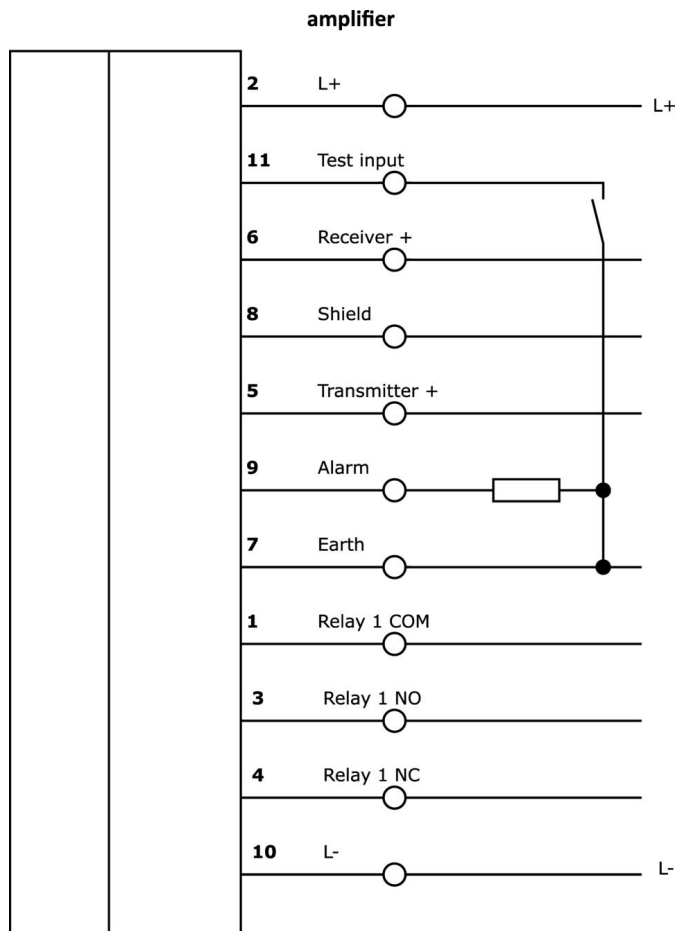 amplifier
2 L+
L+
11 Test input
6 Receiver +
8 Shield
5 Transmitter +
9 Alarm
7 Earth
1 Relay 1 COM
3 Relay 1 NO
4 Relay 1 NC
10 L-
L-